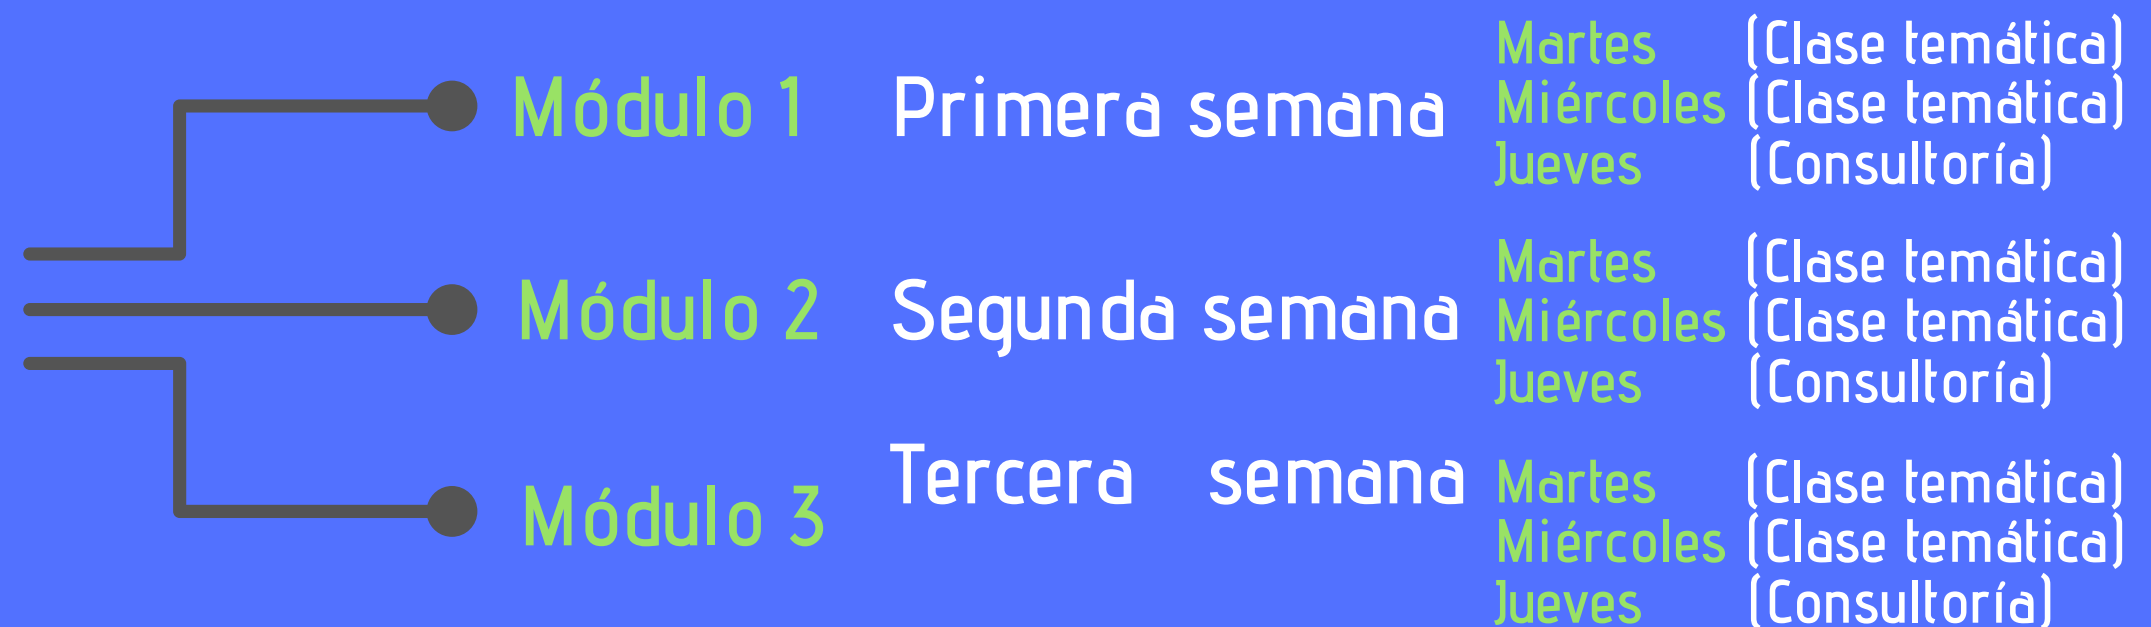 Módulo 1 Primera semana
Martes (Clase temática)
Miércoles (Clase temática)
Jueves (Consultoría)
Módulo 2 Segunda semana
Martes (Clase temática)
Miércoles (Clase temática)
Jueves (Consultoría)
Módulo 3 Tercera semana
Martes (Clase temática)
Miércoles (Clase temática)
Jueves (Consultoría)